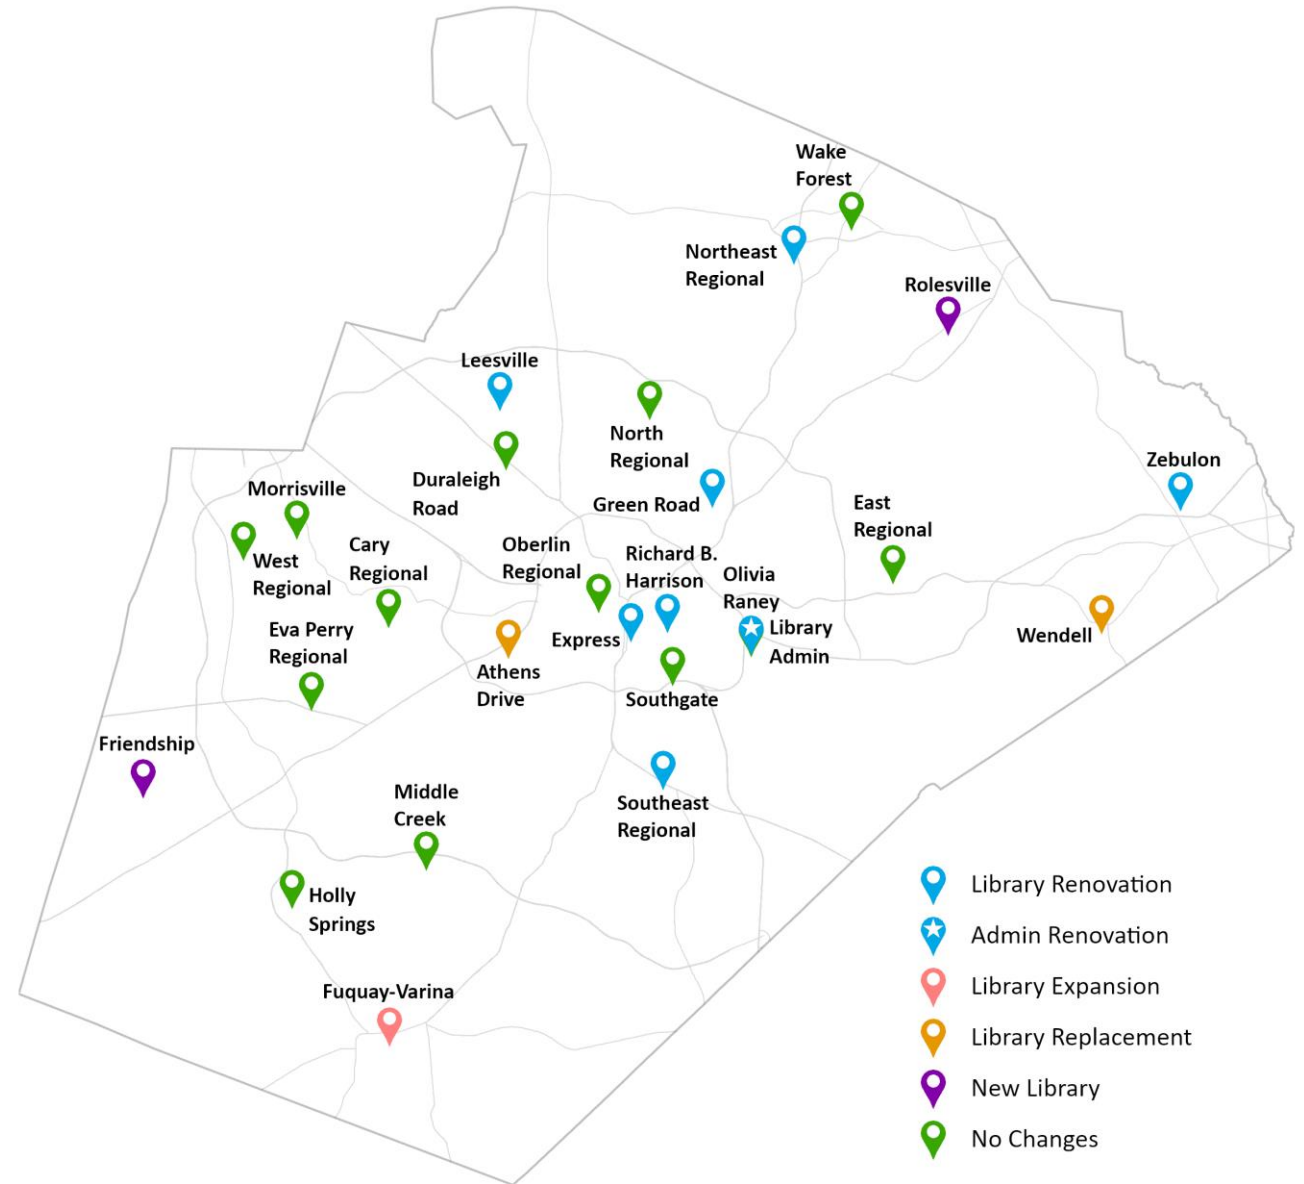 Wake
Forest
Northeast
Regional
Rolesville
Leesville
North
Regional
Duraleigh
Road
Green Road
Zebulon
Morrisville
West
Regional
Cary
Regional
Oberlin
Regional
Richard B.
Harrison
East
Regional
Olivia
Raney
Library
Admin
Express
Eva Perry
Regional
Athens
Drive
Southgate
Wendell
Friendship
Middle
Creek
Southeast
Regional
Holly
Springs
Fuquay-Varina
Library Renovation
Admin Renovation
Library Expansion
Library Replacement
New Library
No Changes